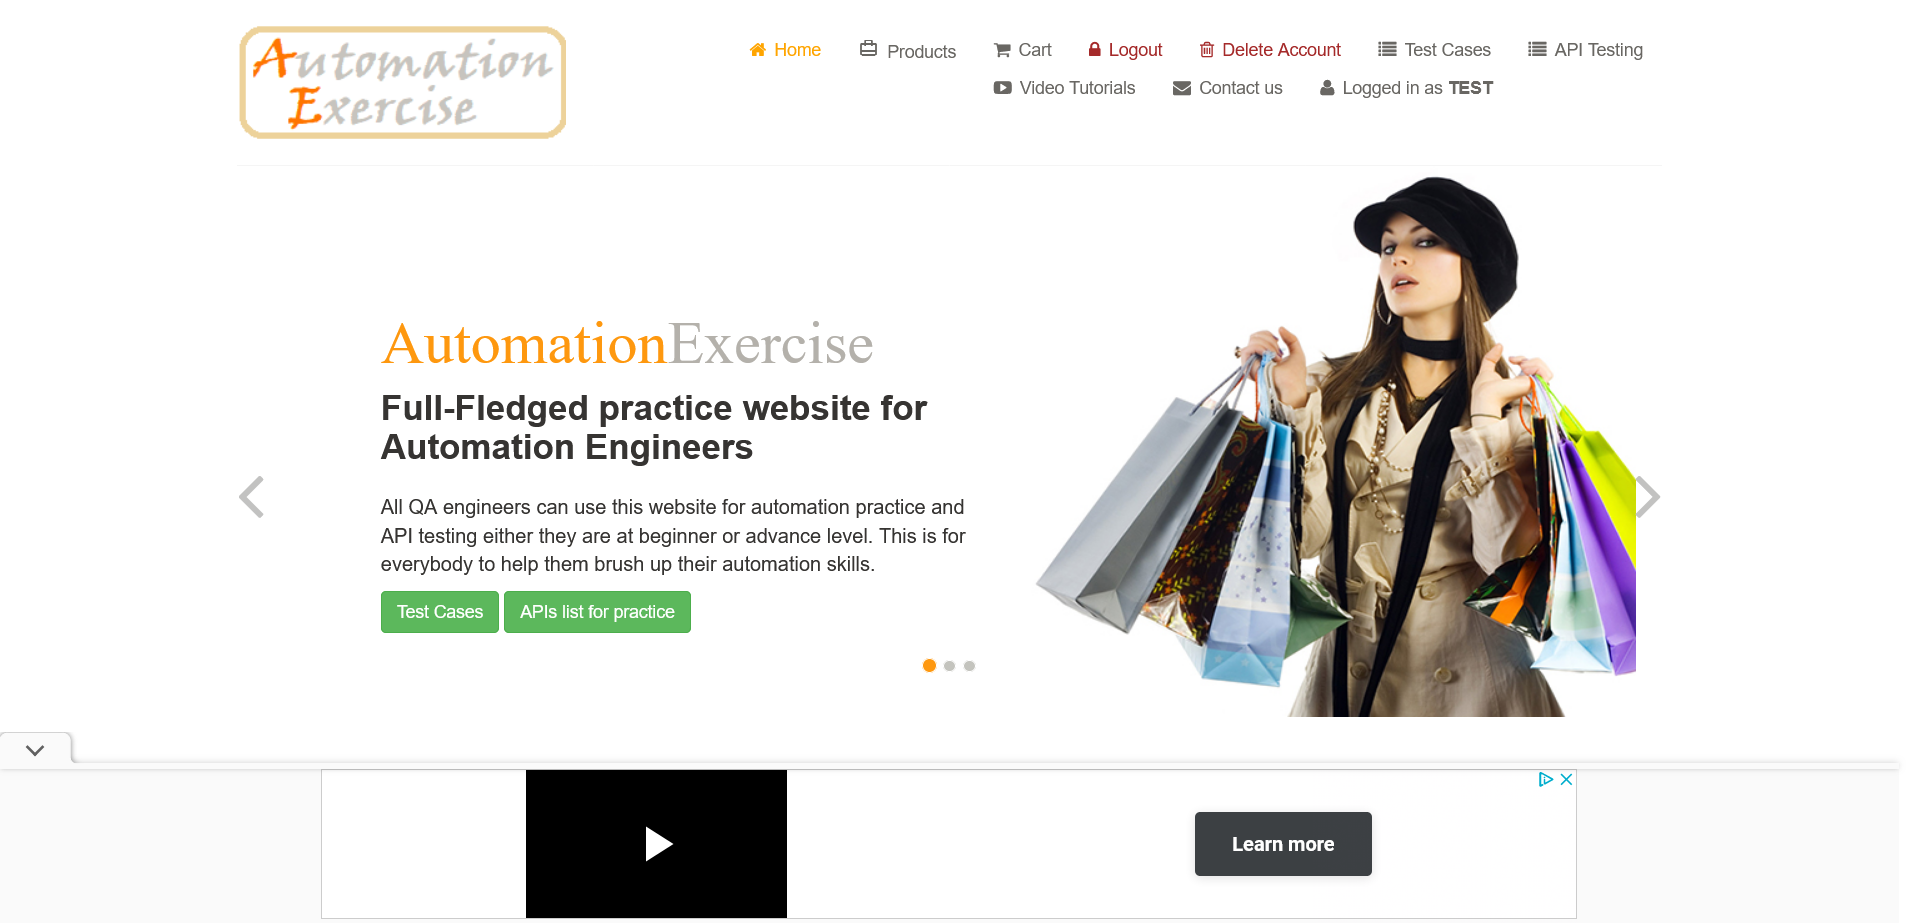 Automation
Exercise
Home Products Cart Logout Delete Account Test Cases API Testing
Video Tutorials Contact us Logged in as TEST
AutomationExercise
Full-Fledged practice website for
Automation Engineers
All QA engineers can use this website for automation practice and
API testing either they are at beginner or advance level. This is for
everybody to help them brush up their automation skills.
Test Cases APIs list for practice
Learn more